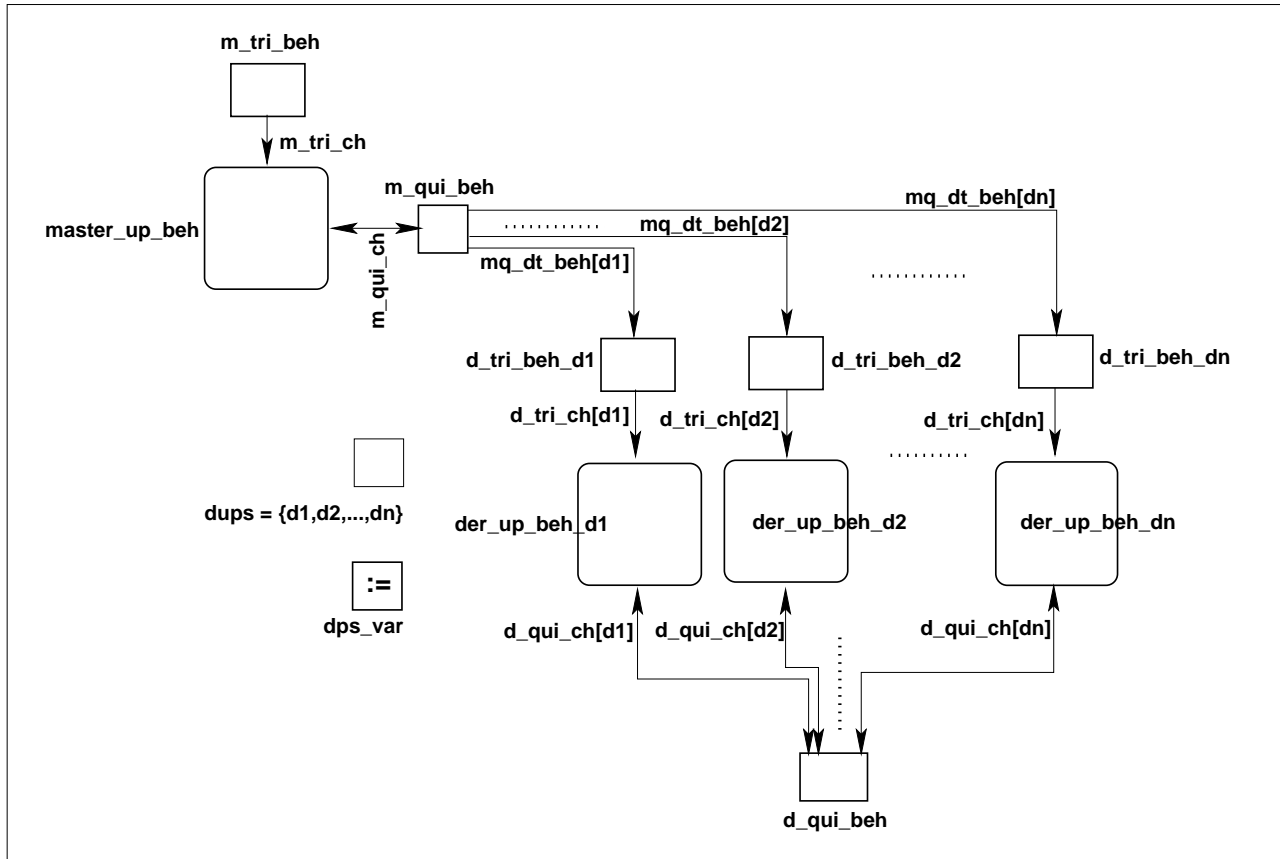 m_tri_beh
m_tri_ch
m_qui_beh
master_up_beh
m_qui_ch
mq_dt_beh[dn]
mq_dt_beh[d2]
mq_dt_beh[d1]
d_tri_beh_d1
d_tri_beh_d2
d_tri_beh_dn
d_tri_ch[d1]
d_tri_ch[d2]
d_tri_ch[dn]
dups = {d1,d2,...,dn}
der_up_beh_d1
der_up_beh_d2
der_up_beh_dn
:=
dps_var
d_qui_ch[d1]
d_qui_ch[d2]
d_qui_ch[dn]
d_qui_beh